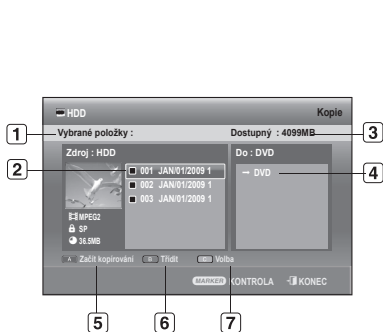 HDD Kopie
1 Vybrané položky : Dostupný : 4099MB 3
Zdroj : HDD Do : DVD
2 001 JAN/01/2009 1 → DVD 4
002 JAN/01/2009 1
003 JAN/01/2009 1
MPEG2
SP
36.5MB
A Začít kopírování B Třídit C Volba
MARKER KONTROLA KONEC
5 6 7